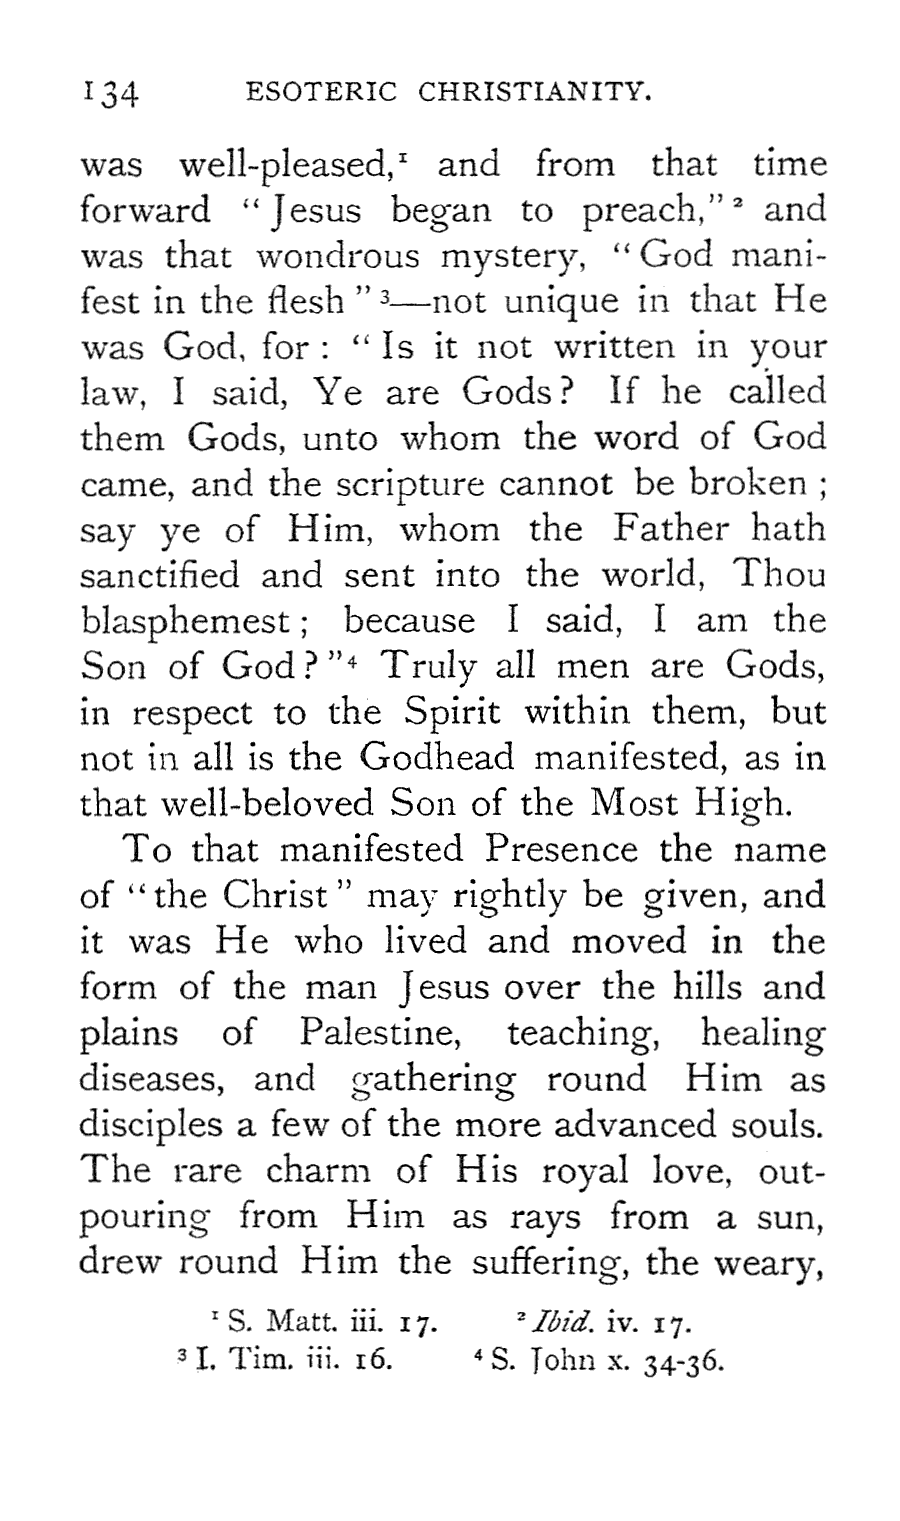 134 ESOTERIC CHRISTIANITY.
was well-pleased,¹ and from that time
forward “Jesus began to preach,” ² and
was that wondrous mystery, “God mani-
fest in the flesh” ³—not unique in that He
was God, for : “Is it not written in your
law, I said, Ye are Gods? If he called
them Gods, unto whom the word of God
came, and the scripture cannot be broken ;
say ye of Him, whom the Father hath
sanctified and sent into the world, Thou
blasphemest ; because I said, I am the
Son of God?”⁴ Truly all men are Gods,
in respect to the Spirit within them, but
not in all is the Godhead manifested, as in
that well-beloved Son of the Most High.
To that manifested Presence the name
of “the Christ” may rightly be given, and
it was He who lived and moved in the
form of the man Jesus over the hills and
plains of Palestine, teaching, healing
diseases, and gathering round Him as
disciples a few of the more advanced souls.
The rare charm of His royal love, out-
pouring from Him as rays from a sun,
drew round Him the suffering, the weary,
¹ S. Matt. iii. 17. ² Ibid. iv. 17.
³ I. Tim. iii. 16. ⁴ S. John x. 34-36.